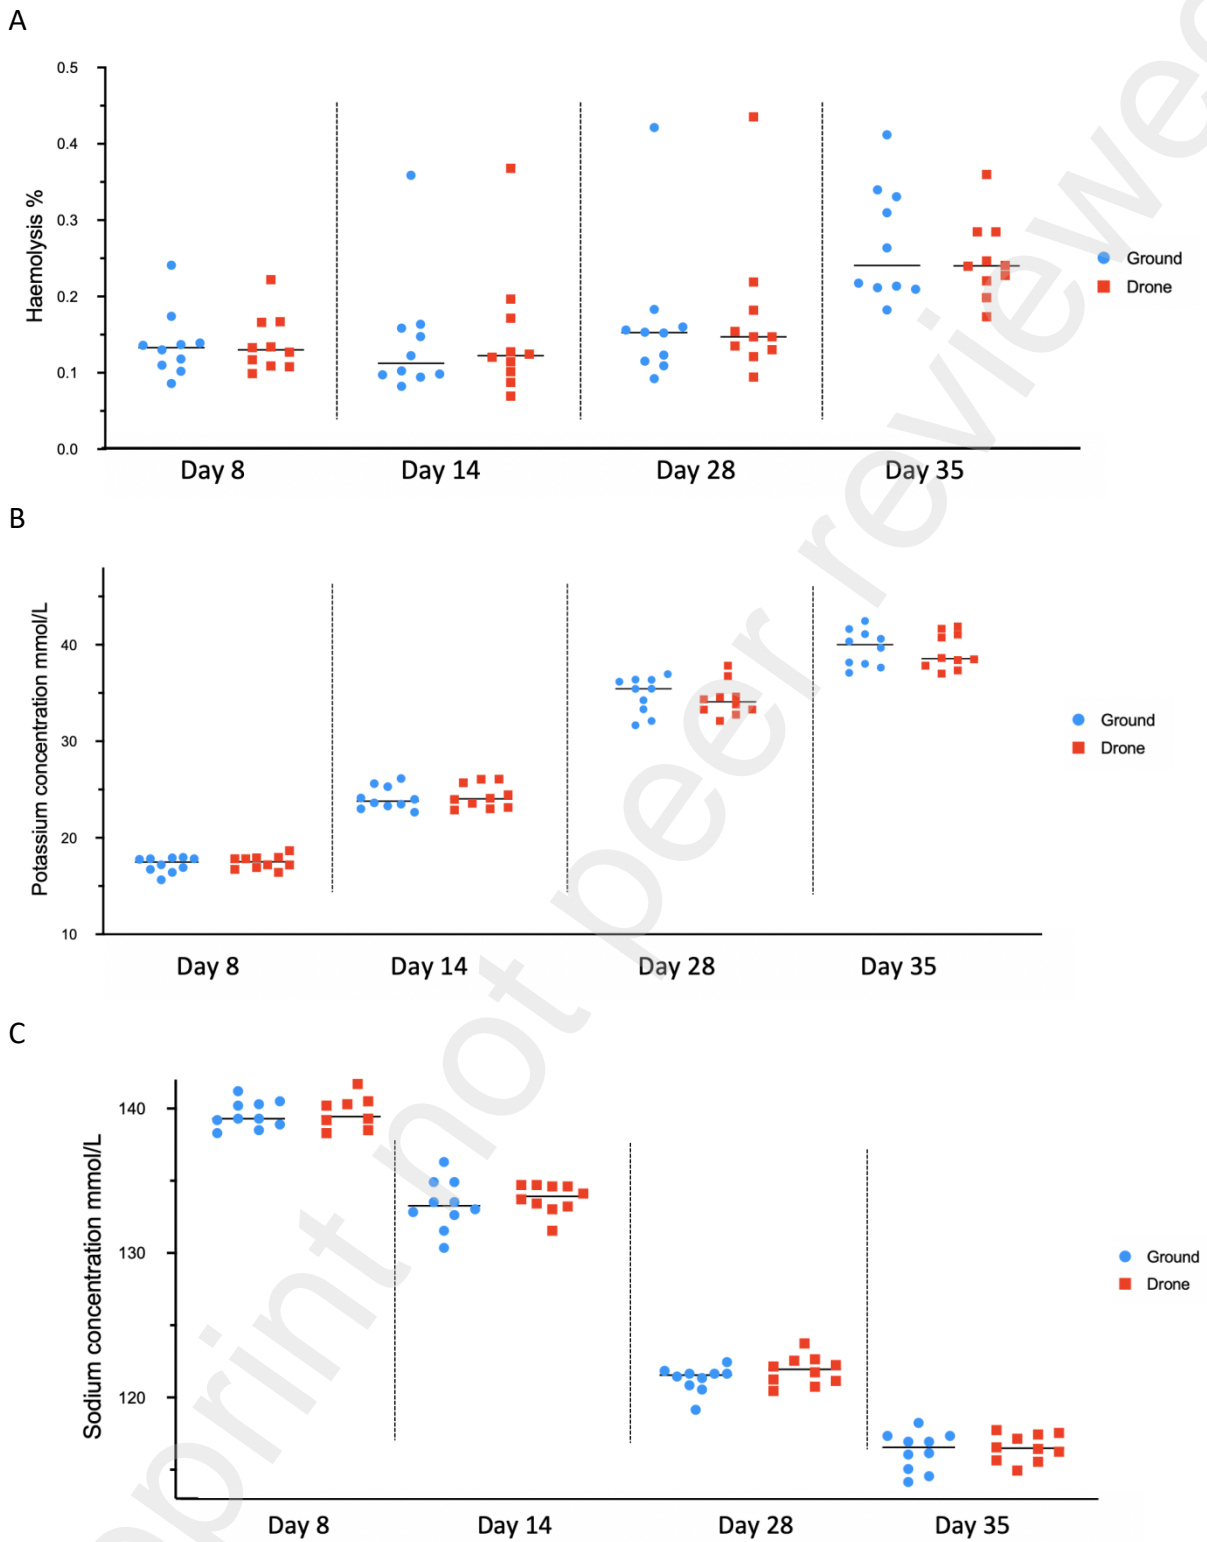 A
0.5
0.4
0.3
0.2
0.1
0.0
Haemolysis %
Ground
Drone
Day 8
Day 14
Day 28
Day 35
B
40
30
20
10
Potassium concentration mmol/L
Ground
Drone
Day 8
Day 14
Day 28
Day 35
C
140
130
120
Sodium concentration mmol/L
Ground
Drone
Day 8
Day 14
Day 28
Day 35
print not peer reviewed